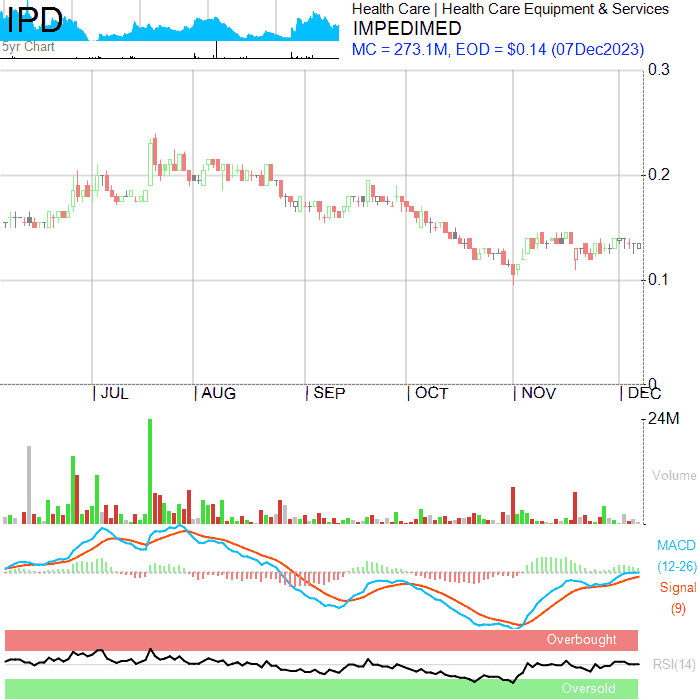 IPD
5yr Chart
Health Care | Health Care Equipment & Services
IMPEDIMED
MC = 273.1M, EOD = $0.14 (07Dec2023)
0.3
0.2
0.1
0
JUL AUG SEP OCT NOV DEC
24M
Volume
MACD
(12-26)
Signal
(9)
Overbought
RSI(14)
Oversold